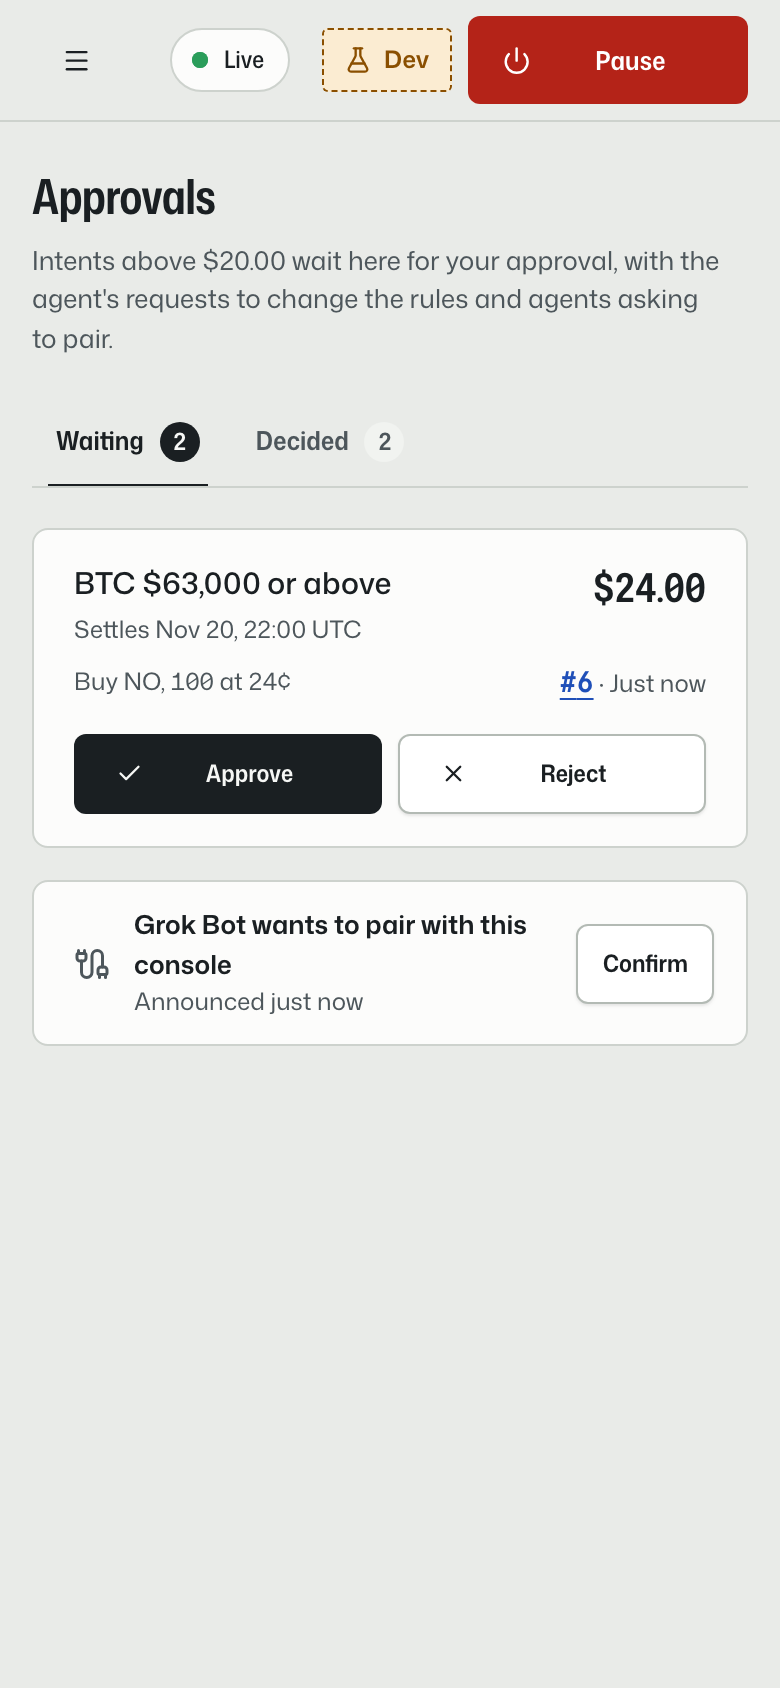 Live
Dev
Pause
Approvals
Intents above $20.00 wait here for your approval, with the
agent's requests to change the rules and agents asking
to pair.
Waiting 2
Decided 2
BTC $63,000 or above
$24.00
Settles Nov 20, 22:00 UTC
Buy NO, 100 at 24¢
#6 · Just now
Approve
Reject
Grok Bot wants to pair with this
console
Announced just now
Confirm